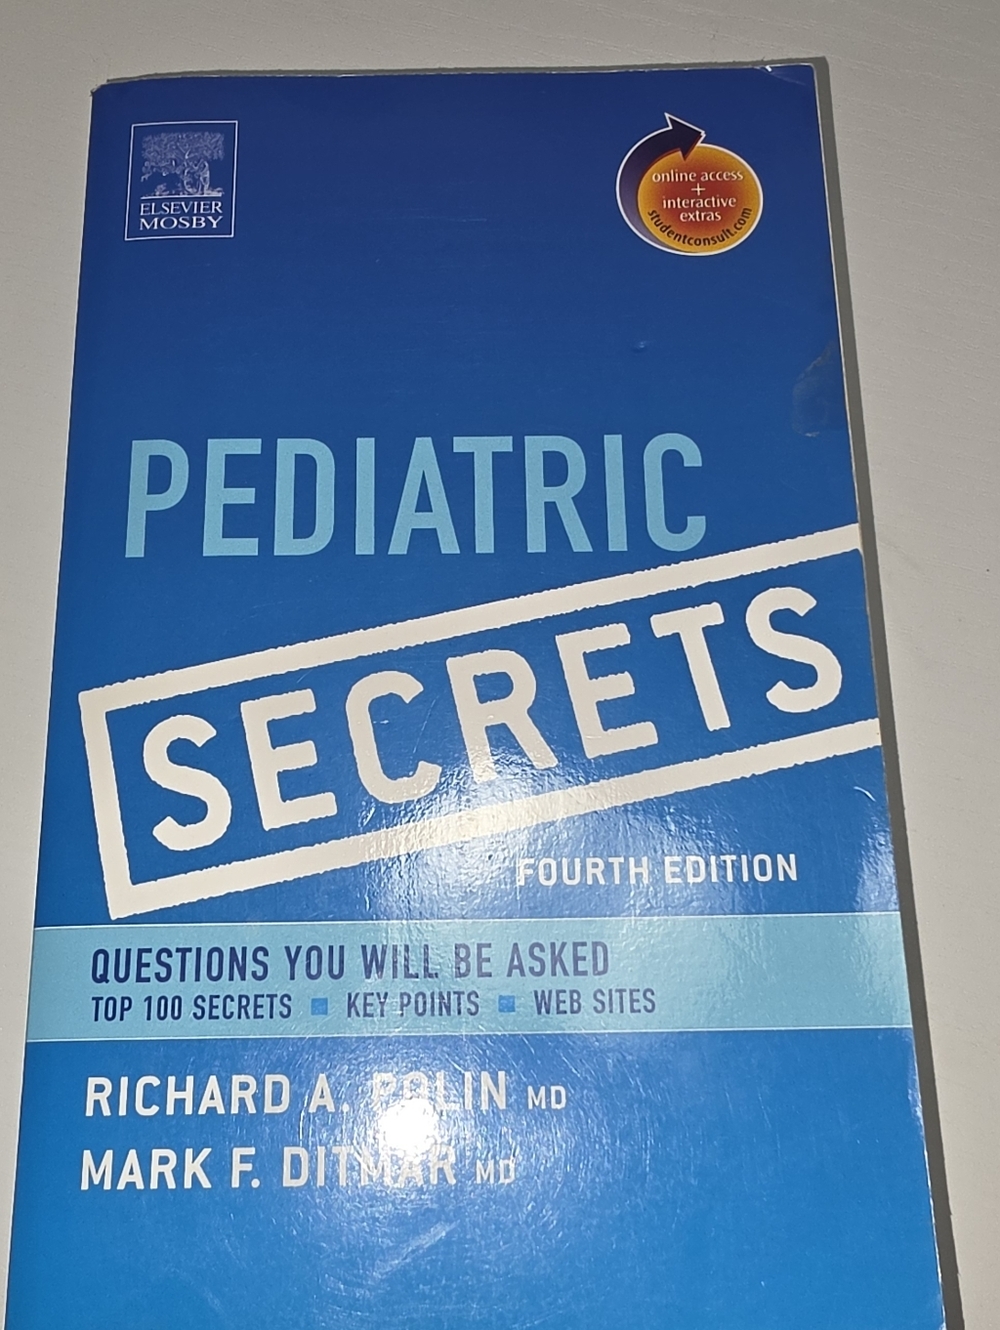 ELSEVIER
MOSBY
online access
+
interactive
extras
studentconsult.com
PEDIATRIC
SECRETS
FOURTH EDITION
QUESTIONS YOU WILL BE ASKED
TOP 100 SECRETS ■ KEY POINTS ■ WEB SITES
RICHARD A. POLIN MD
MARK F. DITMAR MD